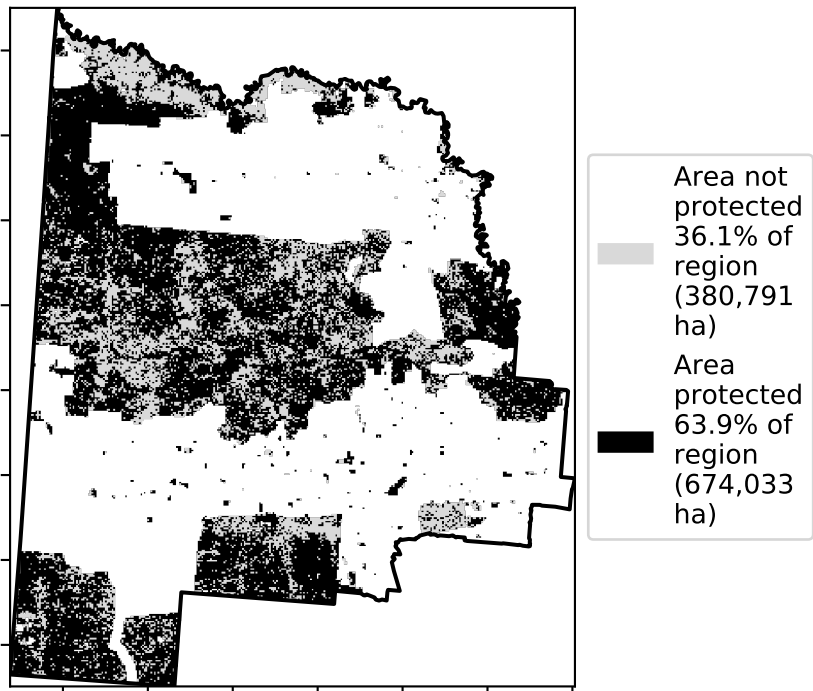 Area not
protected
36.1% of
region
(380,791
ha)
Area
protected
63.9% of
region
(674,033
ha)